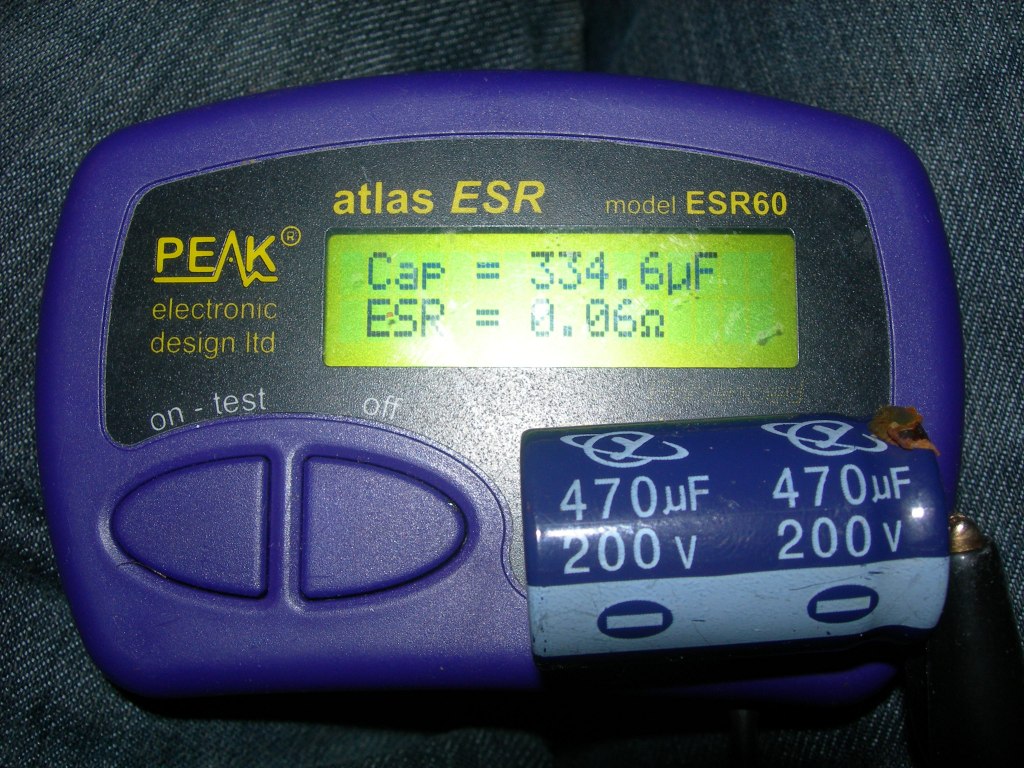 atlas ESR model ESR60
PEAK®
electronic
design ltd
Cap = 334.6µF
ESR = 0.06Ω
on - test
off
470µF 470µF
200V 200V